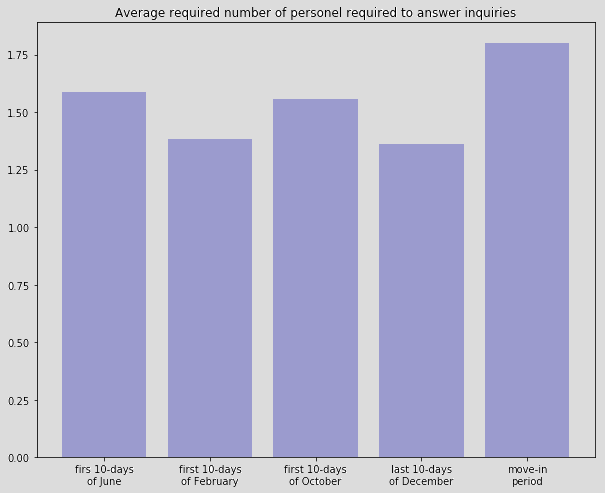 Average required number of personel required to answer inquiries
1.75
1.50
1.25
1.00
0.75
0.50
0.25
0.00
firs 10-days
of June
first 10-days
of February
first 10-days
of October
last 10-days
of December
move-in
period